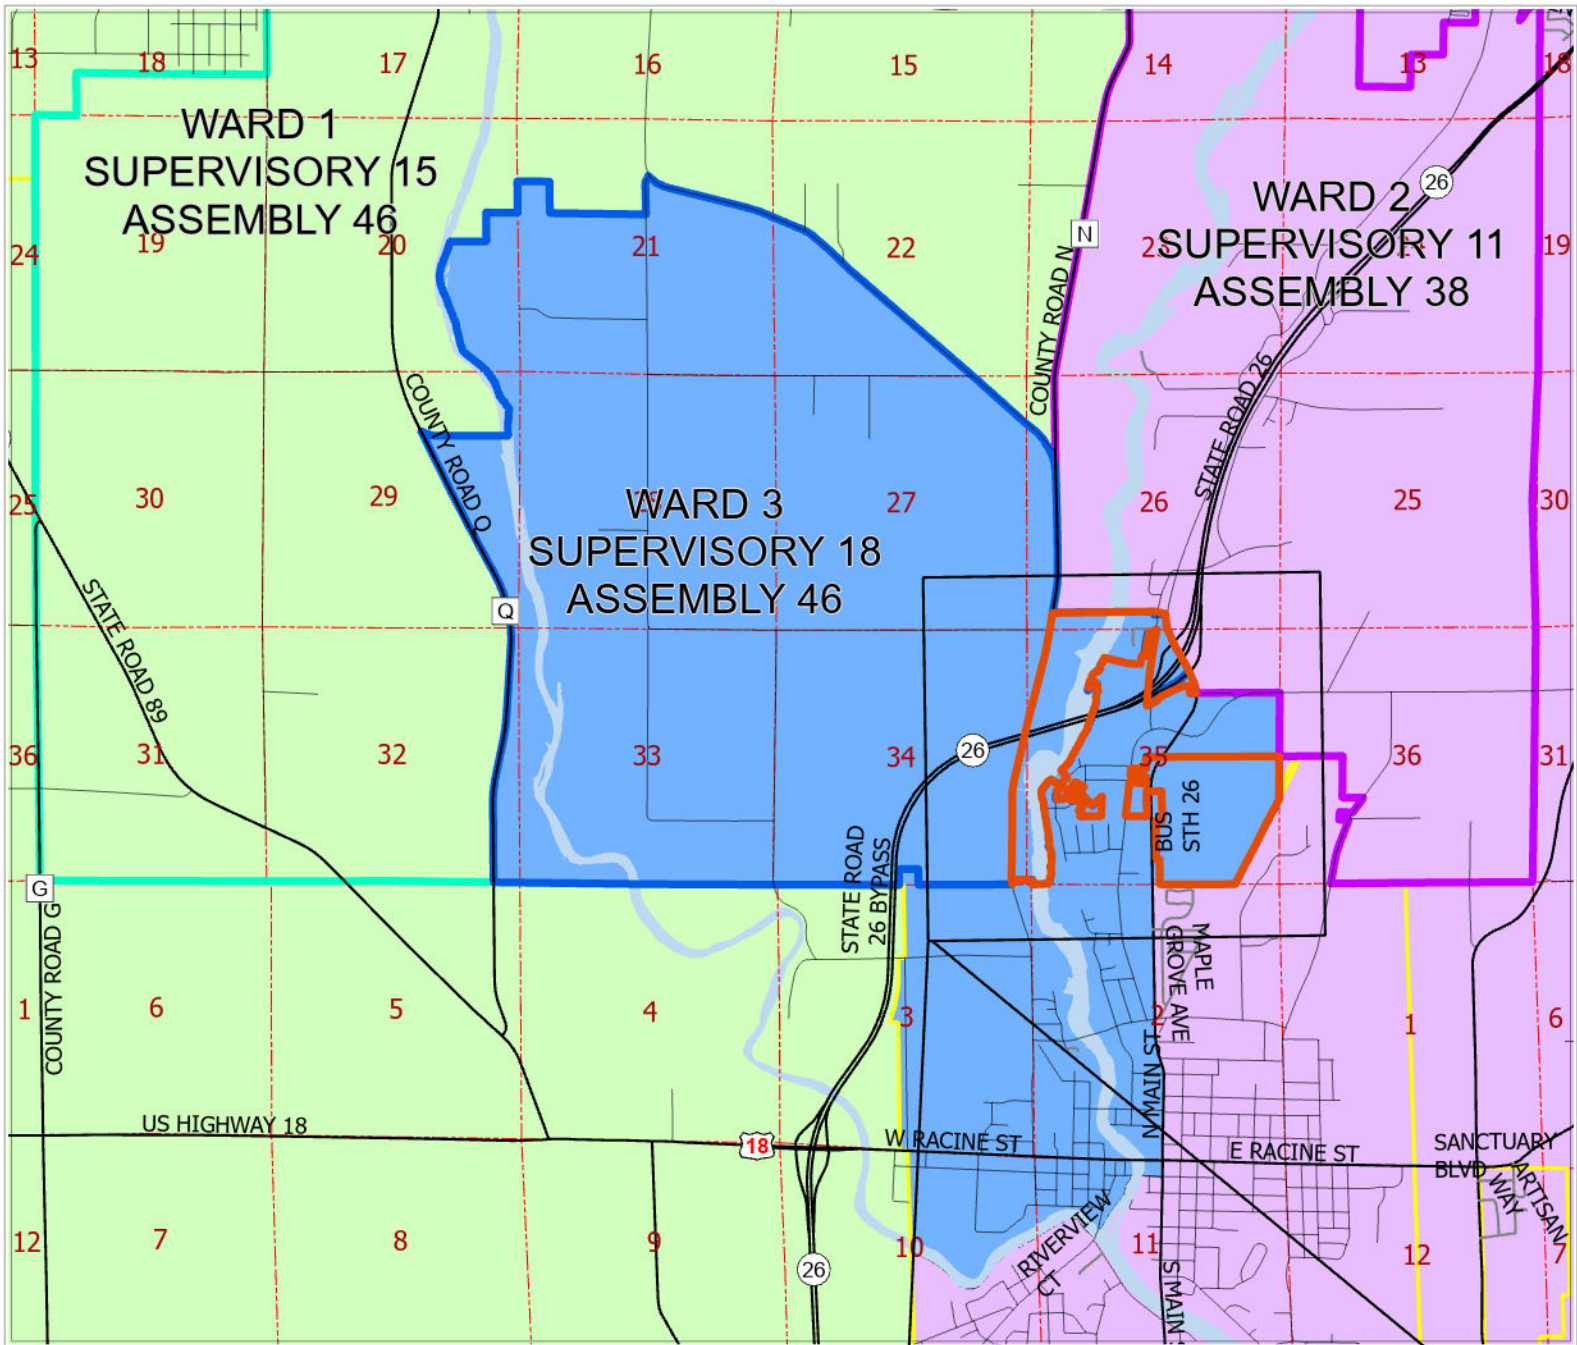 13
18
17
16
15
14
13
18
WARD 1
SUPERVISORY 15
ASSEMBLY 46
26
WARD 2
SUPERVISORY 11
ASSEMBLY 38
24
19
20
21
22
N
23
19
COUNTY ROAD N
STATE ROAD 26
COUNTY ROAD Q
25
30
29
WARD 3
SUPERVISORY 18
ASSEMBLY 46
27
26
25
30
Q
STATE ROAD 89
36
31
32
33
34
26
35
36
31
BUS
STH 26
STATE ROAD
26 BYPASS
G
COUNTY ROAD G
MAPLE
GROVE AVE
1
6
5
4
3
2
1
6
N MAIN ST
US HIGHWAY 18
18
W RACINE ST
E RACINE ST
SANCTUARY
BLVD
ARTISAN
WAY
12
7
8
9
10
RIVERVIEW
CT
11
12
7
26
S MAIN